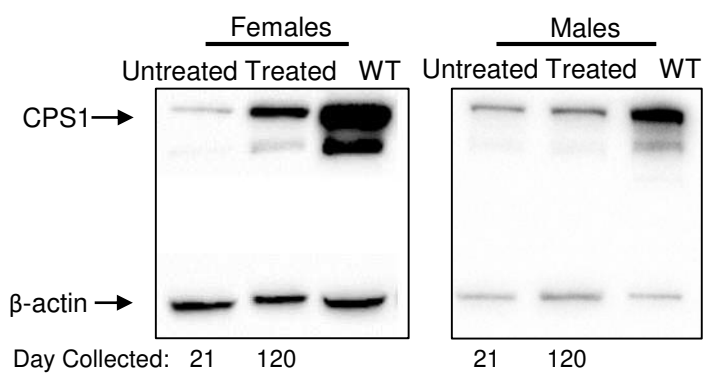 Females Males
Untreated Treated WT Untreated Treated WT
CPS1
β-actin
Day Collected: 21 120 21 120